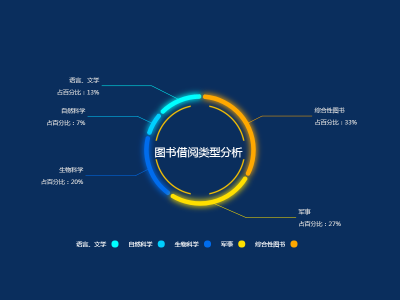 语言、文学
占百分比：13%
自然科学
占百分比：7%
综合性图书
占百分比：33%
图书借阅类型分析
生物科学
占百分比：20%
军事
占百分比：27%
语言、文学 自然科学 生物科学 军事 综合性图书